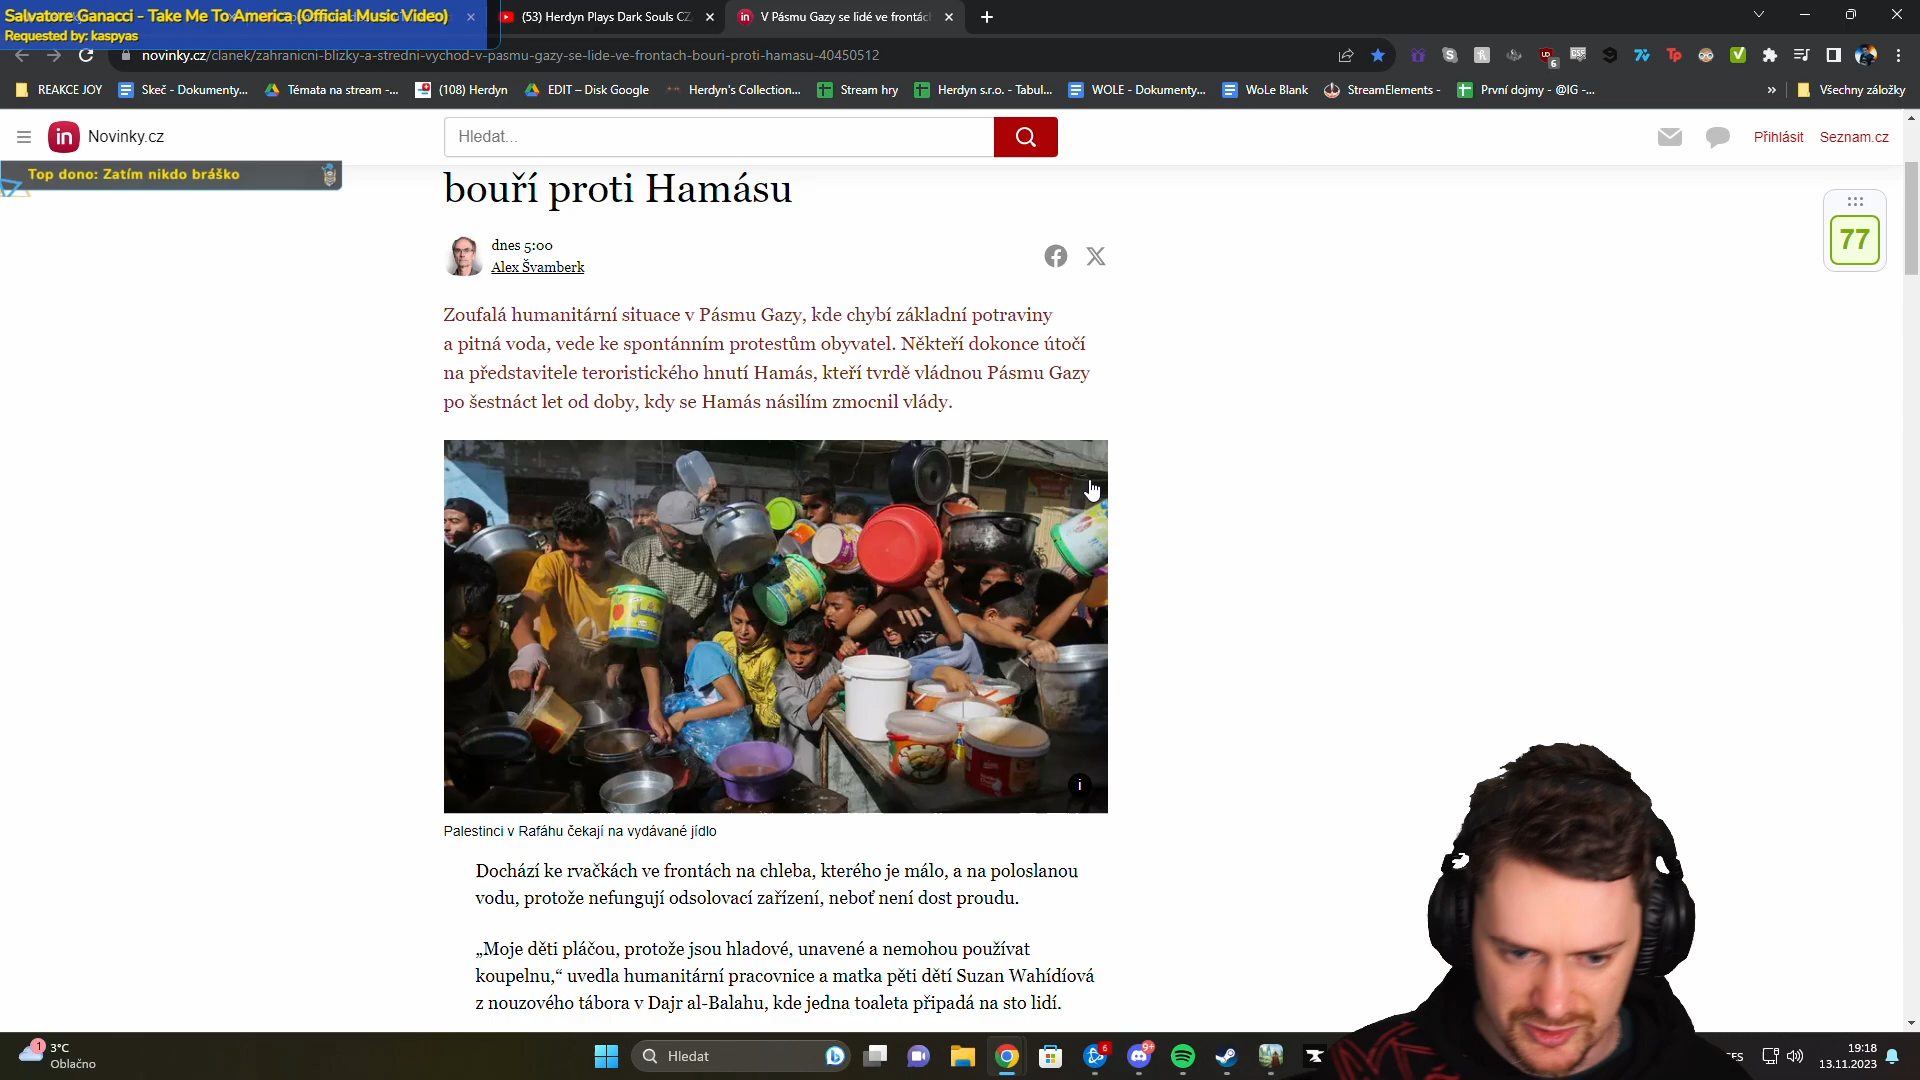 Salvatore Ganacci - Take Me To America (Official Music Video)
Requested by: kaspyas
(53) Herdyn Plays Dark Souls CZ
V Pásmu Gazy se lidé ve frontách
novinky.cz/clanek/zahranicni-blizky-a-stredni-vychod-v-pasmu-gazy-se-lide-ve-frontach-bouri-proti-hamasu-40450512
REAKCE JOY
Skeč - Dokumenty...
Témata na stream -...
(108) Herdyn
EDIT – Disk Google
Herdyn's Collection...
Stream hry
Herdyn s.r.o. - Tabul...
WOLE - Dokumenty...
WoLe Blank
StreamElements -
První dojmy - @IG -...
»
Všechny záložky
in Novinky.cz
Hledat...
Přihlásit
Seznam.cz
Top dono: Zatím nikdo bráško
bouří proti Hamásu
77
dnes 5:00
Alex Švamberk
Zoufalá humanitární situace v Pásmu Gazy, kde chybí základní potraviny
a pitná voda, vede ke spontánním protestům obyvatel. Někteří dokonce útočí
na představitele teroristického hnutí Hamás, kteří tvrdě vládnou Pásmu Gazy
po šestnáct let od doby, kdy se Hamás násilím zmocnil vlády.
i
Palestinci v Rafáhu čekají na vydávané jídlo
Dochází ke rvačkách ve frontách na chleba, kterého je málo, a na poloslanou
vodu, protože nefungují odsolovací zařízení, neboť není dost proudu.
„Moje děti pláčou, protože jsou hladové, unavené a nemohou používat
koupelnu,“ uvedla humanitární pracovnice a matka pěti dětí Suzan Wahídíová
z nouzového tábora v Dajr al-Balahu, kde jedna toaleta připadá na sto lidí.
1
3°C
Oblačno
Hledat
6
9+
19:18
13.11.2023